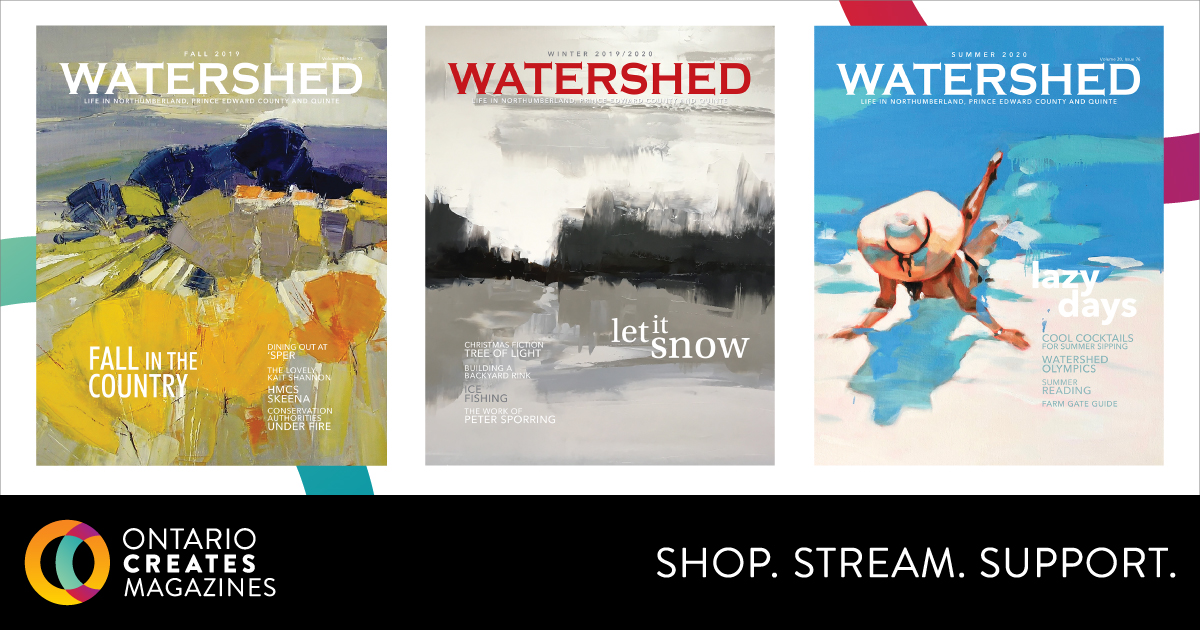 FALL 2019
WATERSHED
LIFE IN NORTHUMBERLAND, PRINCE EDWARD COUNTY AND QUINTE
FALL IN THE
COUNTRY
DINING OUT AT
'SPER
THE LOVELY
KAIT SHANNON
HMCS
SKEENA
CONSERVATION
AUTHORITIES
UNDER FIRE
WINTER 2019/2020
WATERSHED
LIFE IN NORTHUMBERLAND, PRINCE EDWARD COUNTY AND QUINTE
let it
snow
CHRISTMAS FICTION
TREE OF LIGHT
BUILDING A
BACKYARD RINK
ICE
FISHING
THE WORK OF
PETER SPORRING
SUMMER 2020
Volume 20, Issue 76
WATERSHED
LIFE IN NORTHUMBERLAND, PRINCE EDWARD COUNTY AND QUINTE
lazy
days
COOL COCKTAILS
FOR SUMMER SIPPING
WATERSHED
OLYMPICS
SUMMER
READING
FARM GATE GUIDE
ONTARIO
CREATES
MAGAZINES
SHOP. STREAM. SUPPORT.